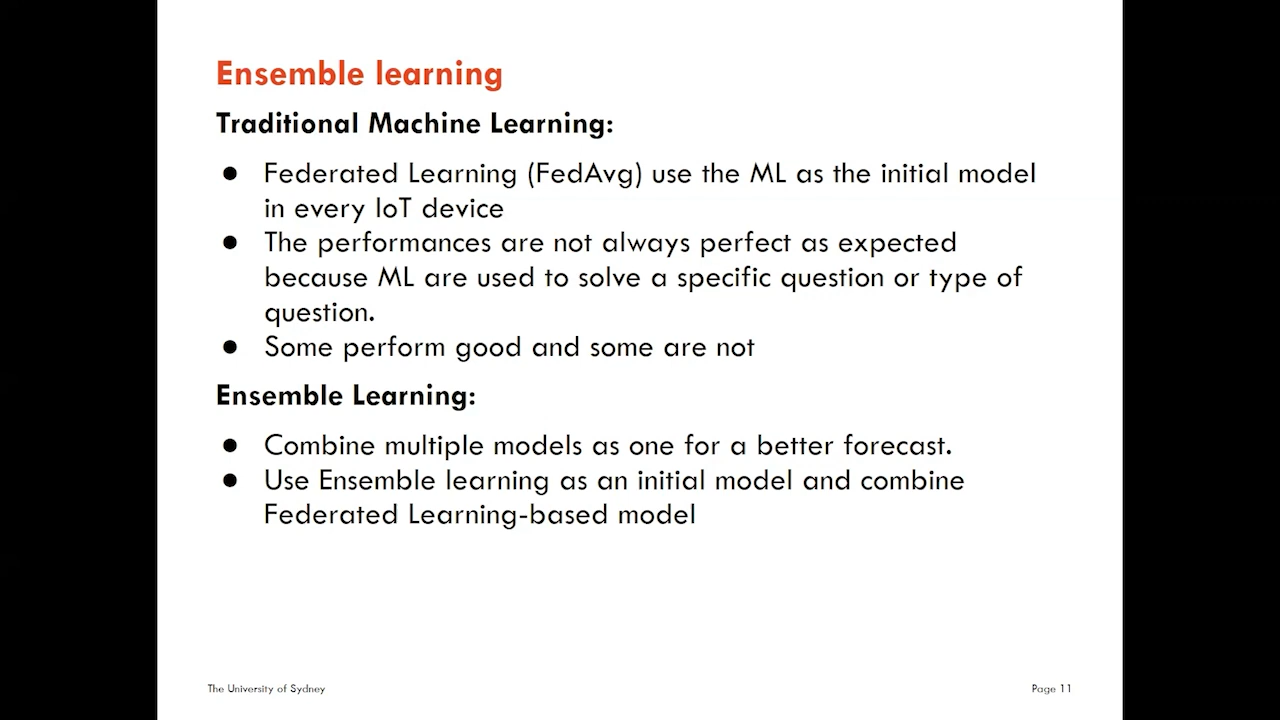 Ensemble learning
Traditional Machine Learning:
● Federated Learning (FedAvg) use the ML as the initial model
in every IoT device
● The performances are not always perfect as expected
because ML are used to solve a specific question or type of
question.
● Some perform good and some are not
Ensemble Learning:
● Combine multiple models as one for a better forecast.
● Use Ensemble learning as an initial model and combine
Federated Learning-based model
The University of Sydney
Page 11